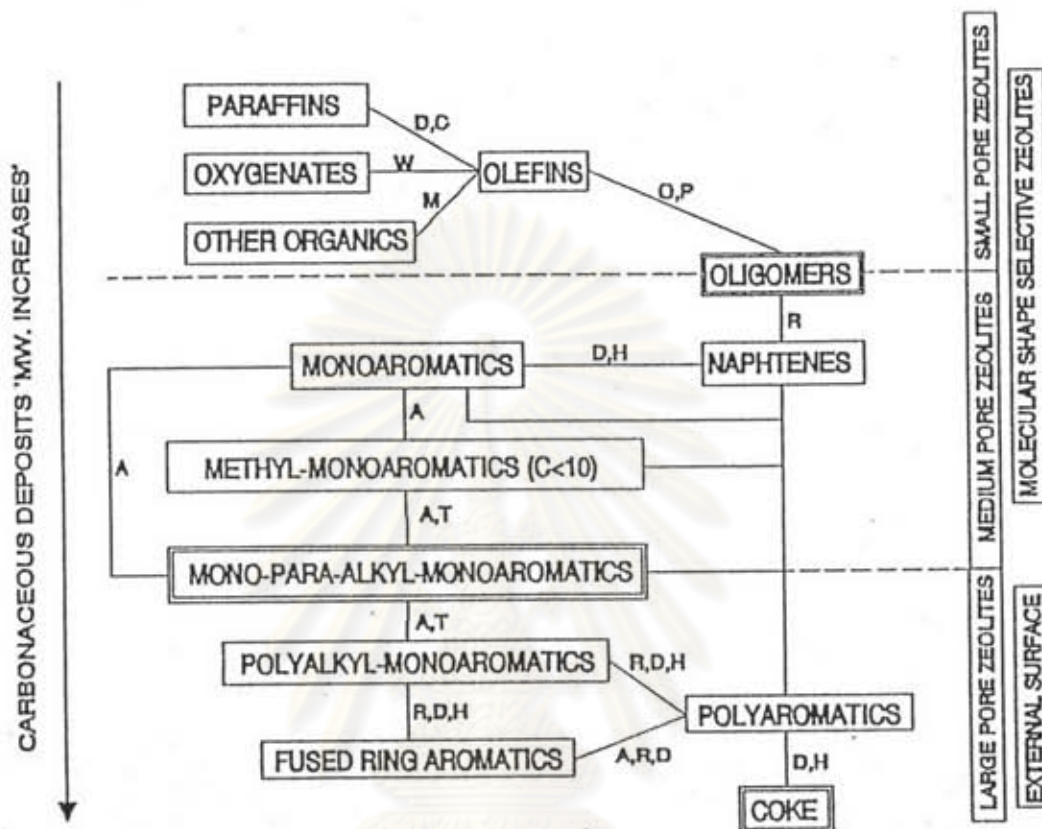 PARAFFINS
D,C
OXYGENATES
W
OLEFINS
M
O,P
OTHER ORGANICS
OLIGOMERS
R
MONOAROMATICS
D,H
NAPHTENES
A
METHYL-MONOAROMATICS (C<10)
A
A,T
MONO-PARA-ALKYL-MONOAROMATICS
A,T
POLYALKYL-MONOAROMATICS
R,D,H
R,D,H
POLYAROMATICS
FUSED RING AROMATICS
A,R,D
D,H
COKE
CARBONACEOUS DEPOSITS "MW. INCREASES"
SMALL PORE ZEOLITES
MEDIUM PORE ZEOLITES
LARGE PORE ZEOLITES
MOLECULAR SHAPE SELECTIVE ZEOLITES
EXTERNAL SURFACE